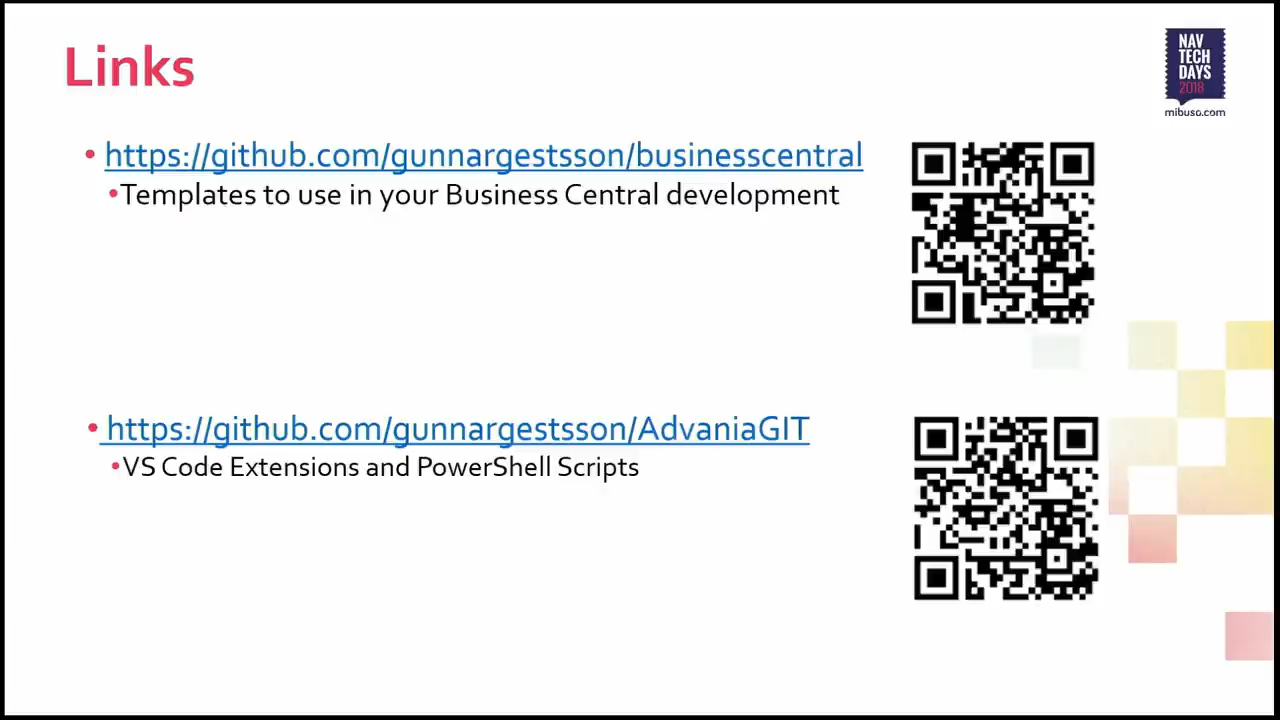 Links
NAV
TECH
DAYS
2018
mibuso.com
• https://github.com/gunnargestsson/businesscentral
•Templates to use in your Business Central development
• https://github.com/gunnargestsson/AdvaniaGIT
•VS Code Extensions and PowerShell Scripts